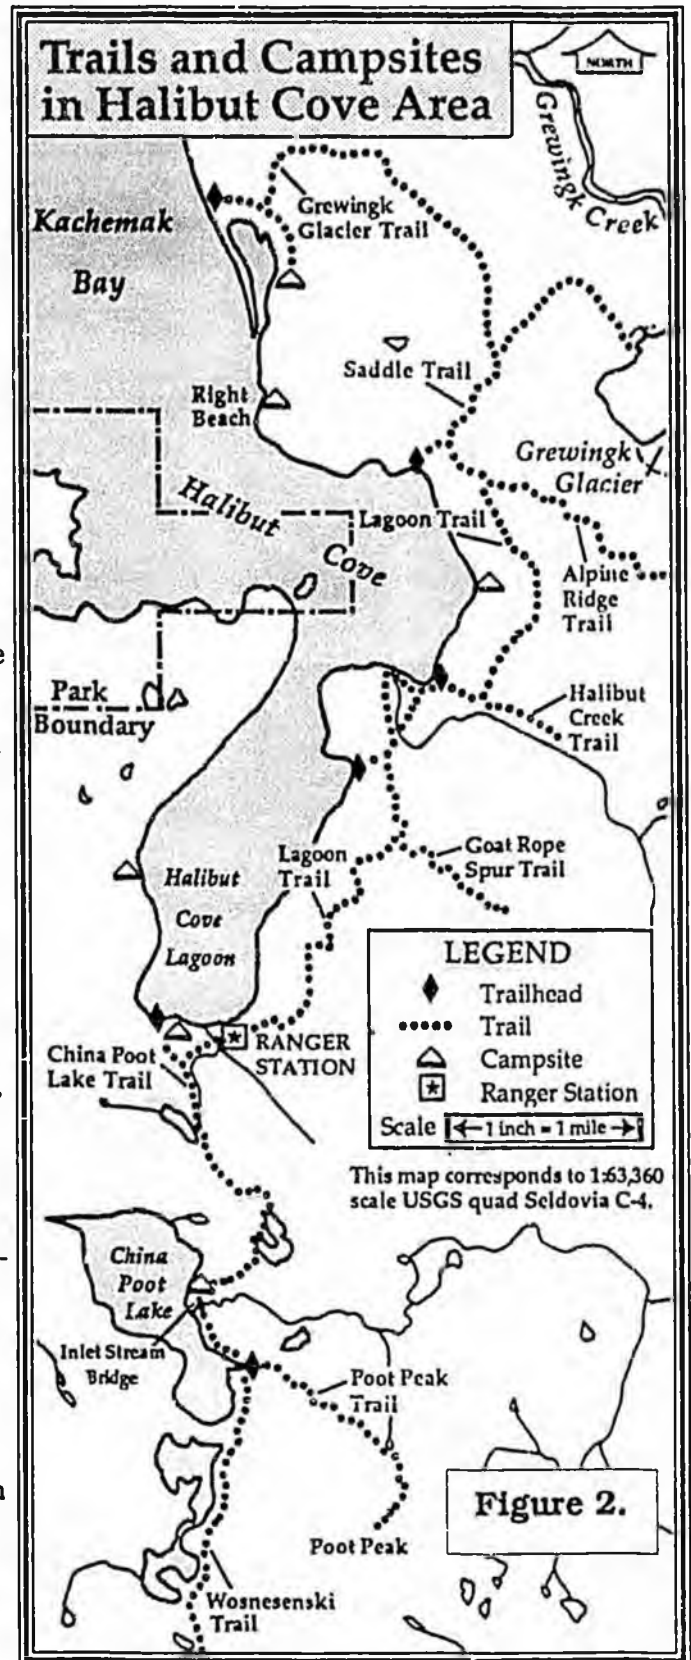 Trails and Campsites
in Halibut Cove Area
NORTH
Grewingk Creek
Kachemak
Bay
Grewingk
Glacier Trail
Saddle Trail
Right
Beach
Grewingk
Glacier
Halibut
Cove
Lagoon Trail
Alpine
Ridge
Trail
Park
Boundary
Halibut
Creek
Trail
Lagoon
Trail
Goat Rope
Spur Trail
Halibut
Cove
Lagoon
LEGEND
Trailhead
Trail
Campsite
Ranger Station
Scale 1 inch = 1 mile
RANGER
STATION
China Poot
Lake Trail
This map corresponds to 1:63,360
scale USGS quad Seldovia C-4.
China
Poot
Lake
Inlet Stream
Bridge
Poot Peak
Trail
Figure 2.
Poot Peak
Wosnesenski
Trail